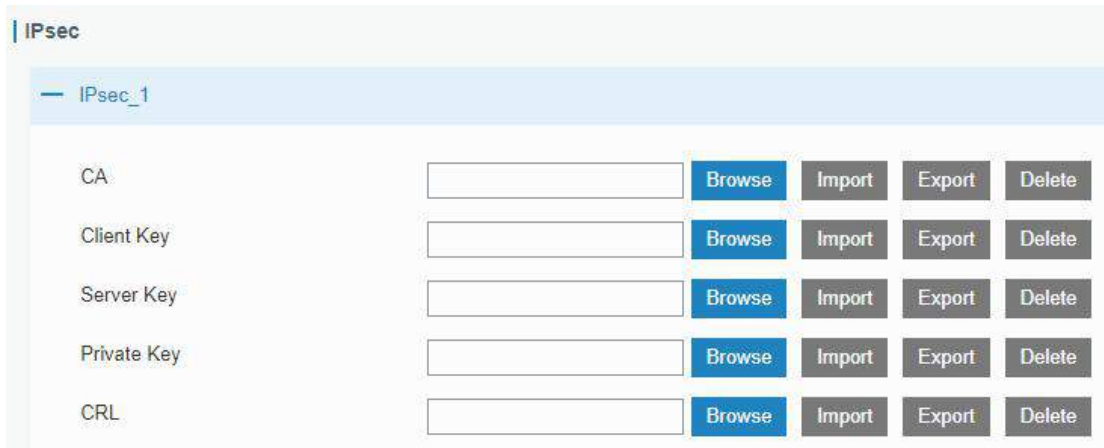 IPsec
IPsec_1
CA Browse Import Export Delete
Client Key Browse Import Export Delete
Server Key Browse Import Export Delete
Private Key Browse Import Export Delete
CRL Browse Import Export Delete